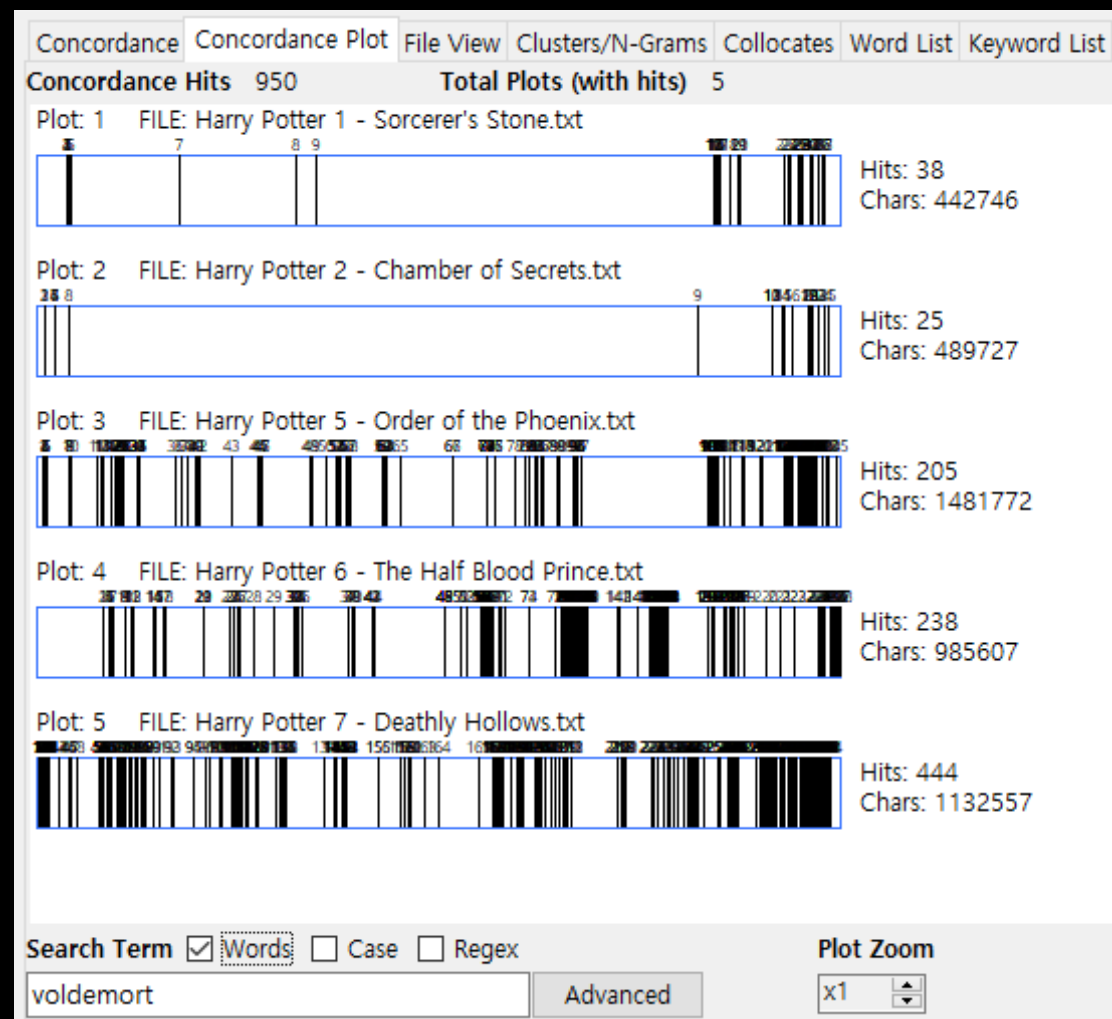 Concordance Concordance Plot File View Clusters/N-Grams Collocates Word List Keyword List
Concordance Hits 950 Total Plots (with hits) 5
Plot: 1 FILE: Harry Potter 1 - Sorcerer's Stone.txt
7 8 9
Hits: 38
Chars: 442746
Plot: 2 FILE: Harry Potter 2 - Chamber of Secrets.txt
8 9
Hits: 25
Chars: 489727
Plot: 3 FILE: Harry Potter 5 - Order of the Phoenix.txt
43
Hits: 205
Chars: 1481772
Plot: 4 FILE: Harry Potter 6 - The Half Blood Prince.txt
28 29
Hits: 238
Chars: 985607
Plot: 5 FILE: Harry Potter 7 - Deathly Hollows.txt
Hits: 444
Chars: 1132557
Search Term Words Case Regex Plot Zoom
voldemort Advanced x1